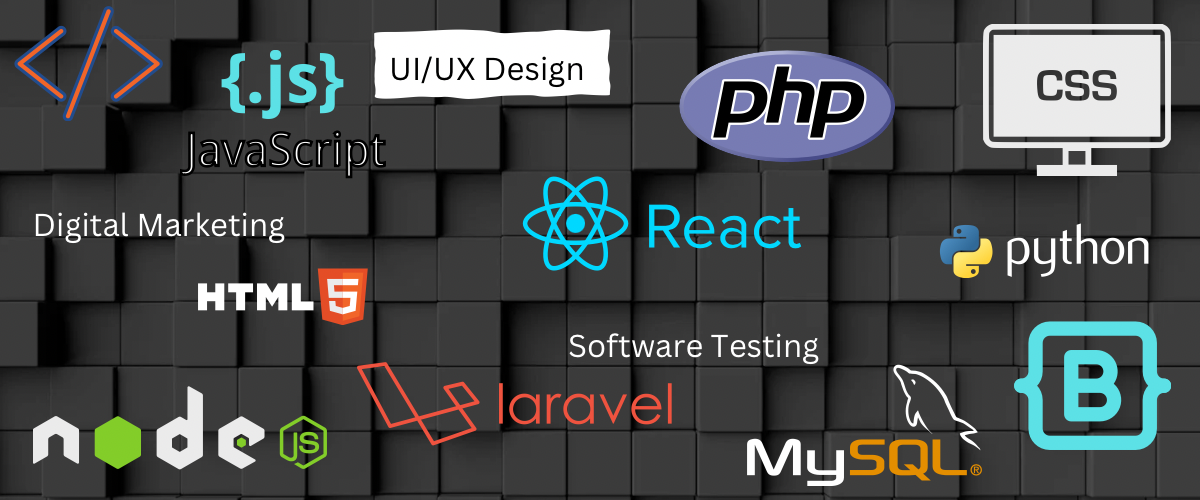 </>
{.js}
JavaScript
UI/UX Design
php
CSS
Digital Marketing
React
python
HTML 5
Software Testing
laravel
node
JS
{B}
MySQL®